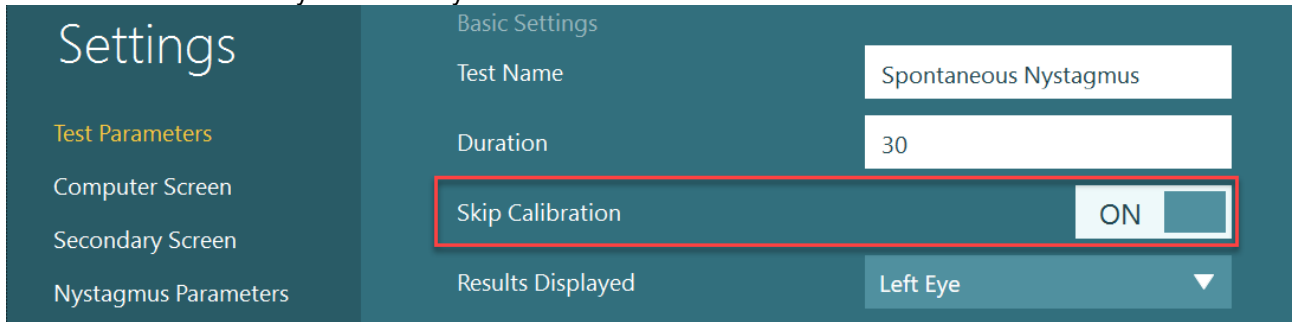 Settings
Test Parameters
Computer Screen
Secondary Screen
Nystagmus Parameters
Basic Settings
Test Name Spontaneous Nystagmus
Duration 30
Skip Calibration ON
Results Displayed Left Eye